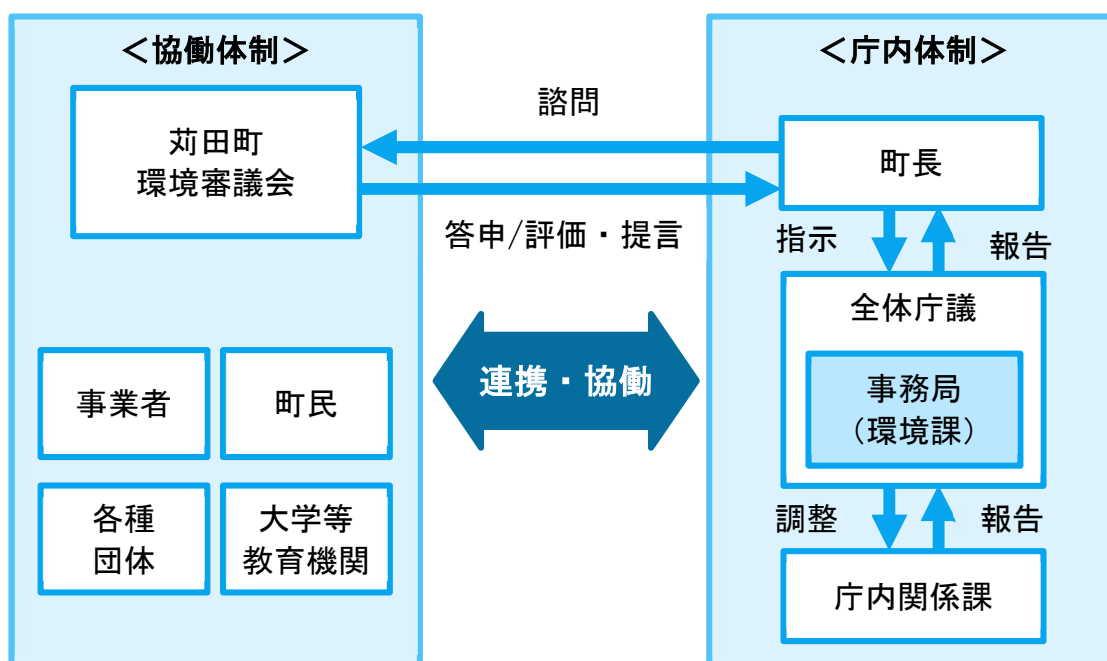 ＜協働体制＞
苅田町
環境審議会
事業者
町民
各種
団体
大学等
教育機関
諮問
答申/評価・提言
連携・協働
＜庁内体制＞
町長
指示
報告
全体庁議
事務局
（環境課）
調整
報告
庁内関係課